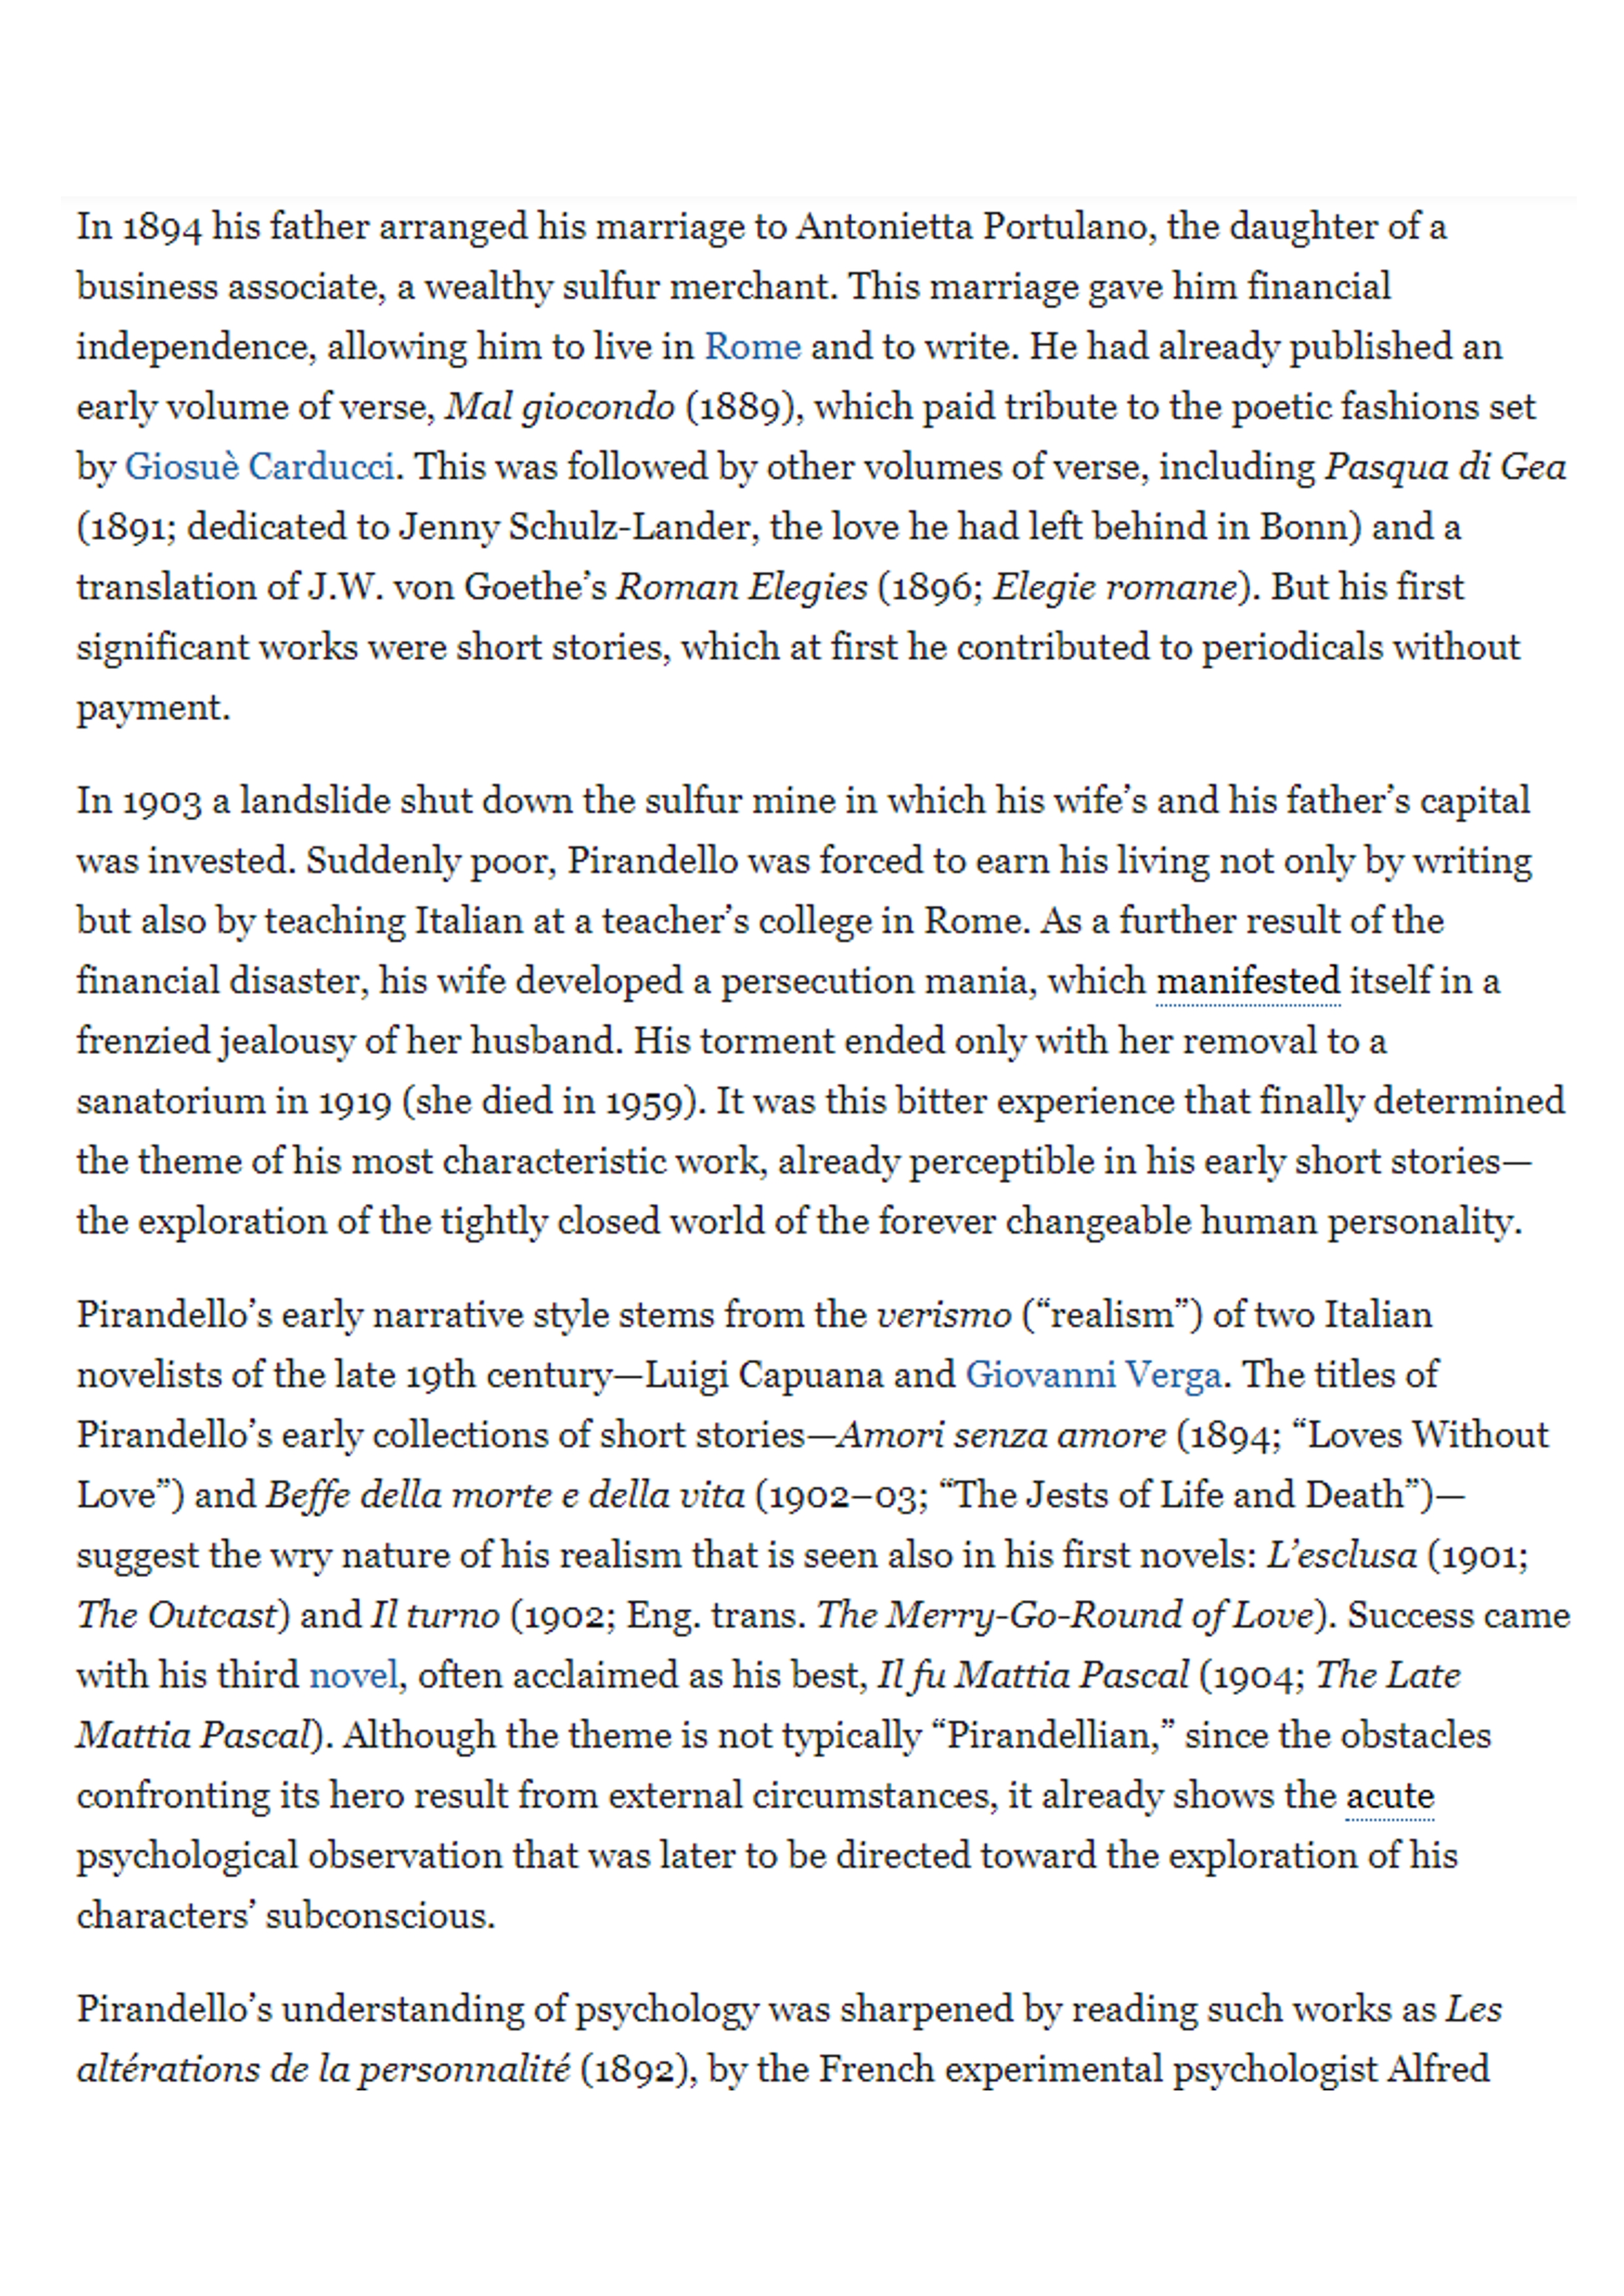 In 1894 his father arranged his marriage to Antonietta Portulano, the daughter of a
business associate, a wealthy sulfur merchant. This marriage gave him financial
independence, allowing him to live in Rome and to write. He had already published an
early volume of verse, Mal giocondo (1889), which paid tribute to the poetic fashions set
by Giosuè Carducci. This was followed by other volumes of verse, including Pasqua di Gea
(1891; dedicated to Jenny Schulz-Lander, the love he had left behind in Bonn) and a
translation of J.W. von Goethe’s Roman Elegies (1896; Elegie romane). But his first
significant works were short stories, which at first he contributed to periodicals without
payment.
In 1903 a landslide shut down the sulfur mine in which his wife’s and his father’s capital
was invested. Suddenly poor, Pirandello was forced to earn his living not only by writing
but also by teaching Italian at a teacher’s college in Rome. As a further result of the
financial disaster, his wife developed a persecution mania, which manifested itself in a
frenzied jealousy of her husband. His torment ended only with her removal to a
sanatorium in 1919 (she died in 1959). It was this bitter experience that finally determined
the theme of his most characteristic work, already perceptible in his early short stories—
the exploration of the tightly closed world of the forever changeable human personality.
Pirandello’s early narrative style stems from the verismo (“realism”) of two Italian
novelists of the late 19th century—Luigi Capuana and Giovanni Verga. The titles of
Pirandello’s early collections of short stories—Amori senza amore (1894; “Loves Without
Love”) and Beffe della morte e della vita (1902–03; “The Jests of Life and Death”)—
suggest the wry nature of his realism that is seen also in his first novels: L’esclusa (1901;
The Outcast) and Il turno (1902; Eng. trans. The Merry-Go-Round of Love). Success came
with his third novel, often acclaimed as his best, Il fu Mattia Pascal (1904; The Late
Mattia Pascal). Although the theme is not typically “Pirandellian,” since the obstacles
confronting its hero result from external circumstances, it already shows the acute
psychological observation that was later to be directed toward the exploration of his
characters’ subconscious.
Pirandello’s understanding of psychology was sharpened by reading such works as Les
altérations de la personnalité (1892), by the French experimental psychologist Alfred